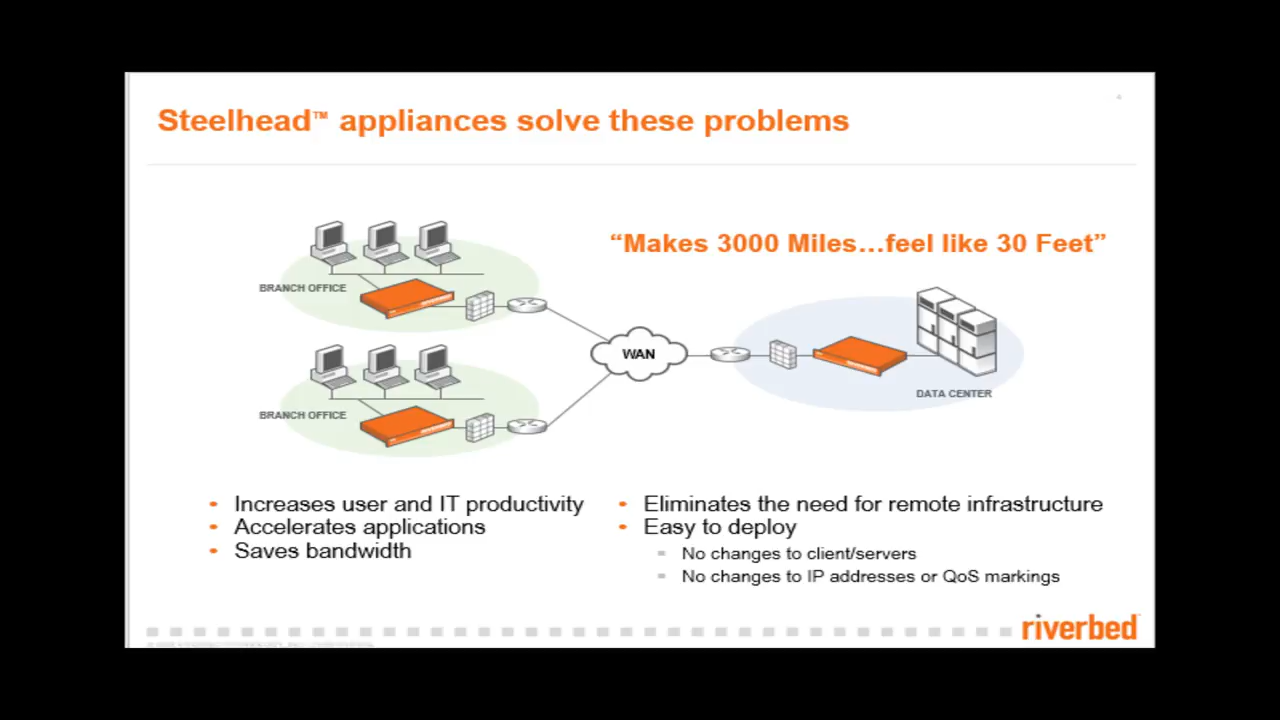 4
Steelhead™ appliances solve these problems
“Makes 3000 Miles...feel like 30 Feet”
BRANCH OFFICE
WAN
DATA CENTER
BRANCH OFFICE
• Increases user and IT productivity
• Accelerates applications
• Saves bandwidth
• Eliminates the need for remote infrastructure
• Easy to deploy
No changes to client/servers
No changes to IP addresses or QoS markings
riverbed